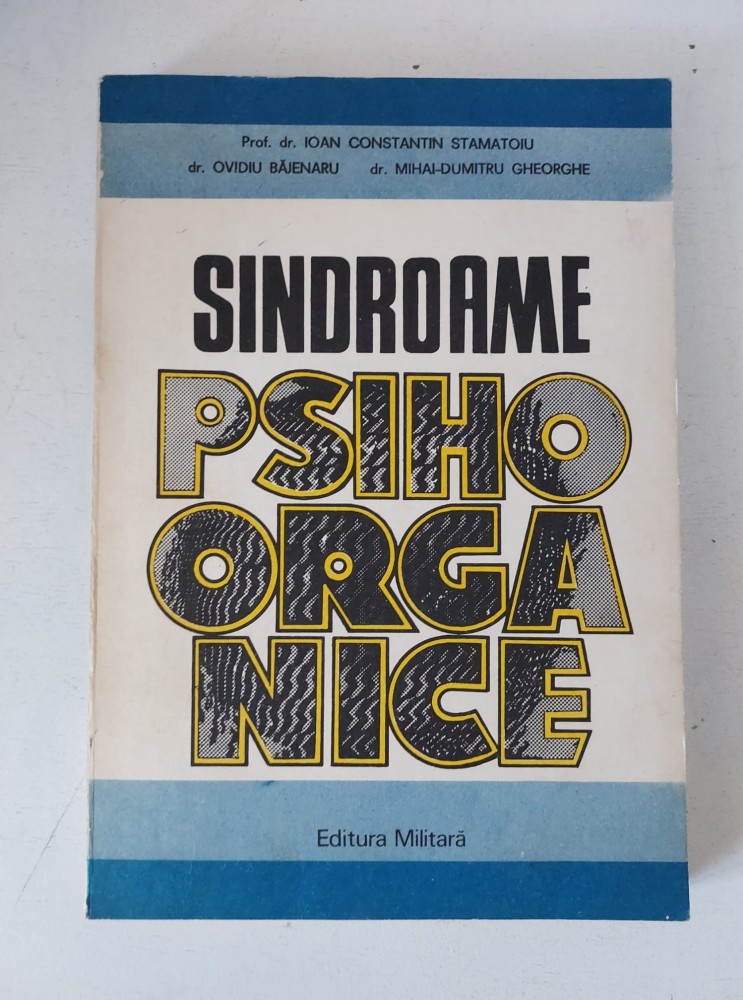 Prof. dr. IOAN CONSTANTIN STAMATOIU
dr. OVIDIU BĂJENARU dr. MIHAI-DUMITRU GHEORGHE
SINDROAME
PSIHO
ORGA
NICE
Editura Militară